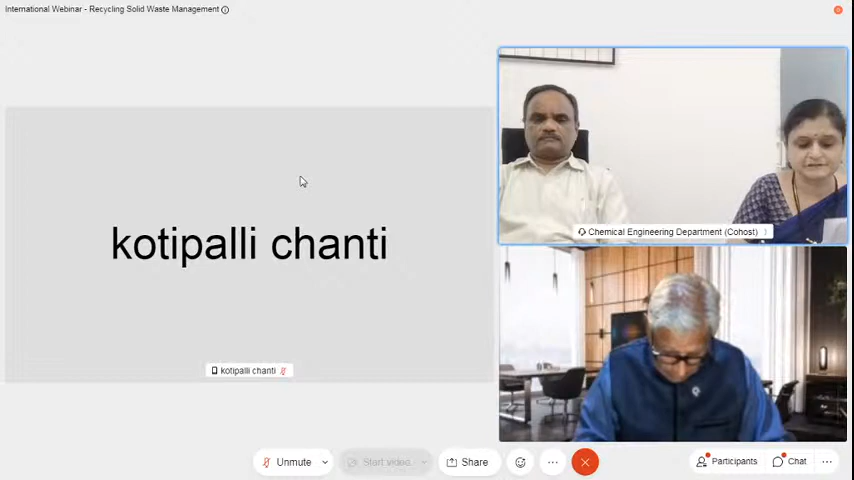 International Webinar - Recycling Solid Waste Management
kotipalli chanti
kotipalli chanti
Chemical Engineering Department (Cohost)
Unmute
Start video
Share
Participants
Chat